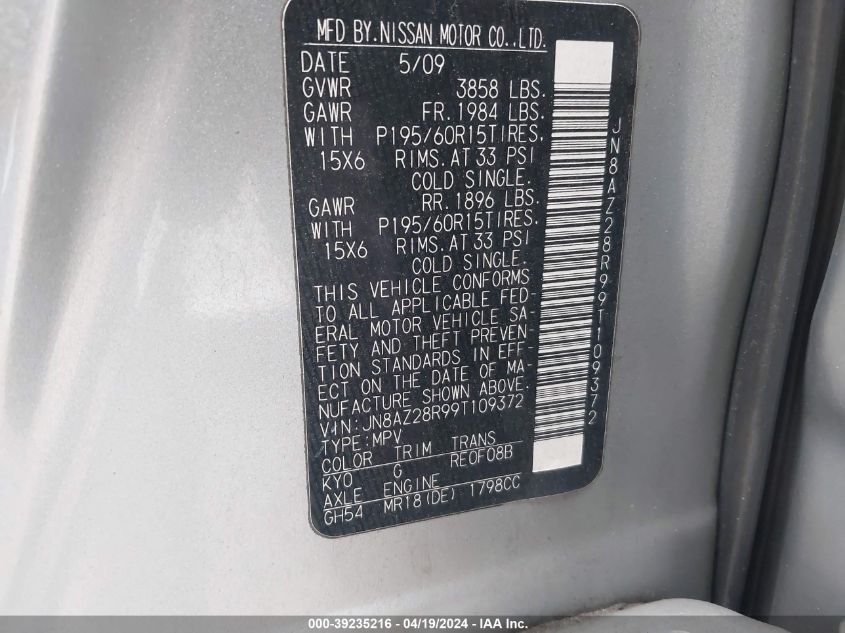 MFD BY.NISSAN MOTOR CO.,LTD.
DATE 5/09
GVWR 3858 LBS.
GAWR FR.1984 LBS.
WITH P195/60R15TIRES.
15X6 RIMS.AT 33 PSI
COLD SINGLE.
GAWR RR.1896 LBS.
WITH P195/60R15TIRES.
15X6 RIMS.AT 33 PSI
COLD SINGLE.
THIS VEHICLE CONFORMS
TO ALL APPLICABLE FED-
ERAL MOTOR VEHICLE SA-
FETY AND THEFT PREVEN-
TION STANDARDS IN EFF-
ECT ON THE DATE OF MA-
NUFACTURE SHOWN ABOVE.
VIN:JN8AZ28R99T109372
TYPE:MPV
COLOR TRIM TRANS
KY0 G RE0F08B
AXLE ENGINE
GH54 MR18(DE) 1798CC
JN8AZ28R99T109372
000-39235216 - 04/19/2024 - IAA Inc.